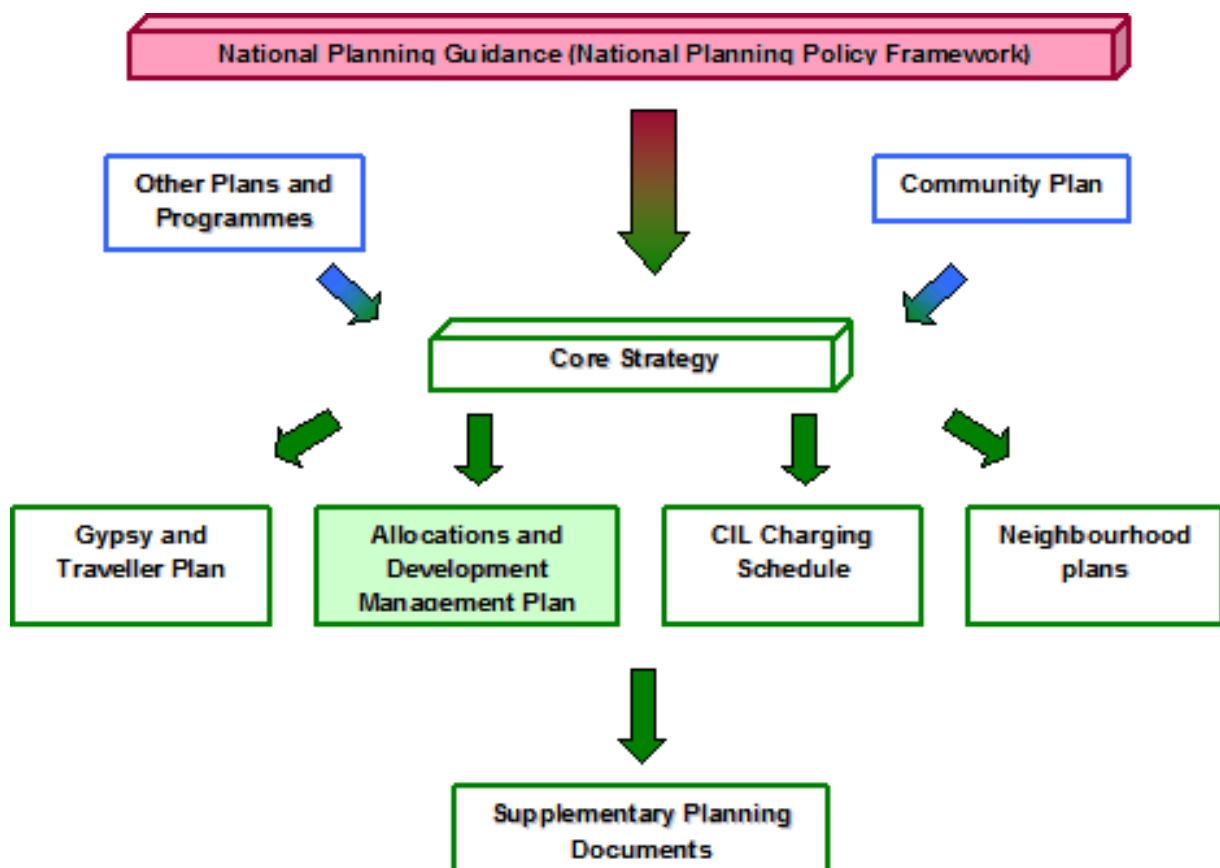 National Planning Guidance (National Planning Policy Framework)
Other Plans and
Programmes
Community Plan
Core Strategy
Gypsy and
Traveller Plan
Allocations and
Development
Management Plan
CIL Charging
Schedule
Neighbourhood
plans
Supplementary Planning
Documents